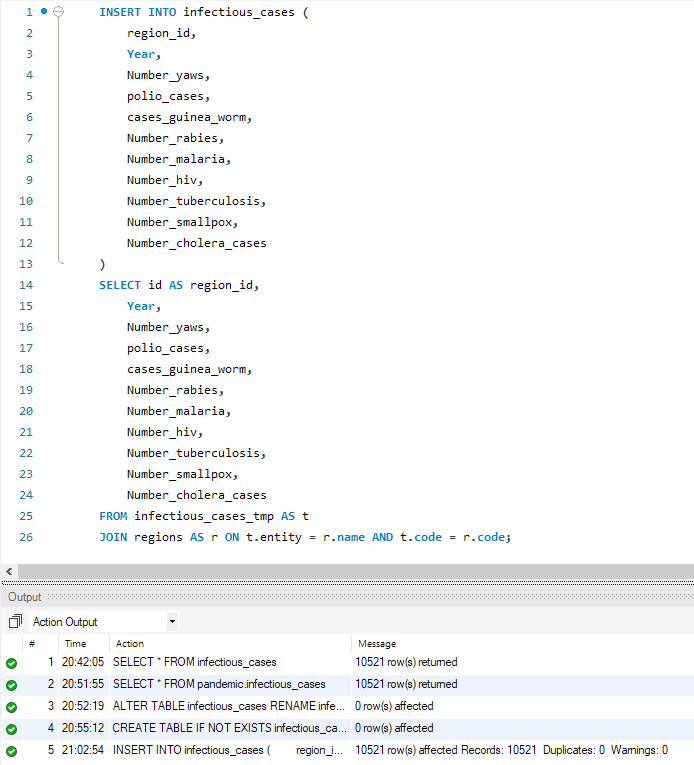 1 INSERT INTO infectious_cases (
2 region_id,
3 Year,
4 Number_yaws,
5 polio_cases,
6 cases_guinea_worm,
7 Number_rabies,
8 Number_malaria,
9 Number_hiv,
10 Number_tuberculosis,
11 Number_smallpox,
12 Number_cholera_cases
13 )
14 SELECT id AS region_id,
15 Year,
16 Number_yaws,
17 polio_cases,
18 cases_guinea_worm,
19 Number_rabies,
20 Number_malaria,
21 Number_hiv,
22 Number_tuberculosis,
23 Number_smallpox,
24 Number_cholera_cases
25 FROM infectious_cases_tmp AS t
26 JOIN regions AS r ON t.entity = r.name AND t.code = r.code;
Output
Action Output
# Time Action Message
1 20:42:05 SELECT * FROM infectious_cases 10521 row(s) returned
2 20:51:55 SELECT * FROM pandemic.infectious_cases 10521 row(s) returned
3 20:52:19 ALTER TABLE infectious_cases RENAME infe... 0 row(s) affected
4 20:55:12 CREATE TABLE IF NOT EXISTS infectious_ca... 0 row(s) affected
5 21:02:54 INSERT INTO infectious_cases ( region_i... 10521 row(s) affected Records: 10521 Duplicates: 0 Warnings: 0